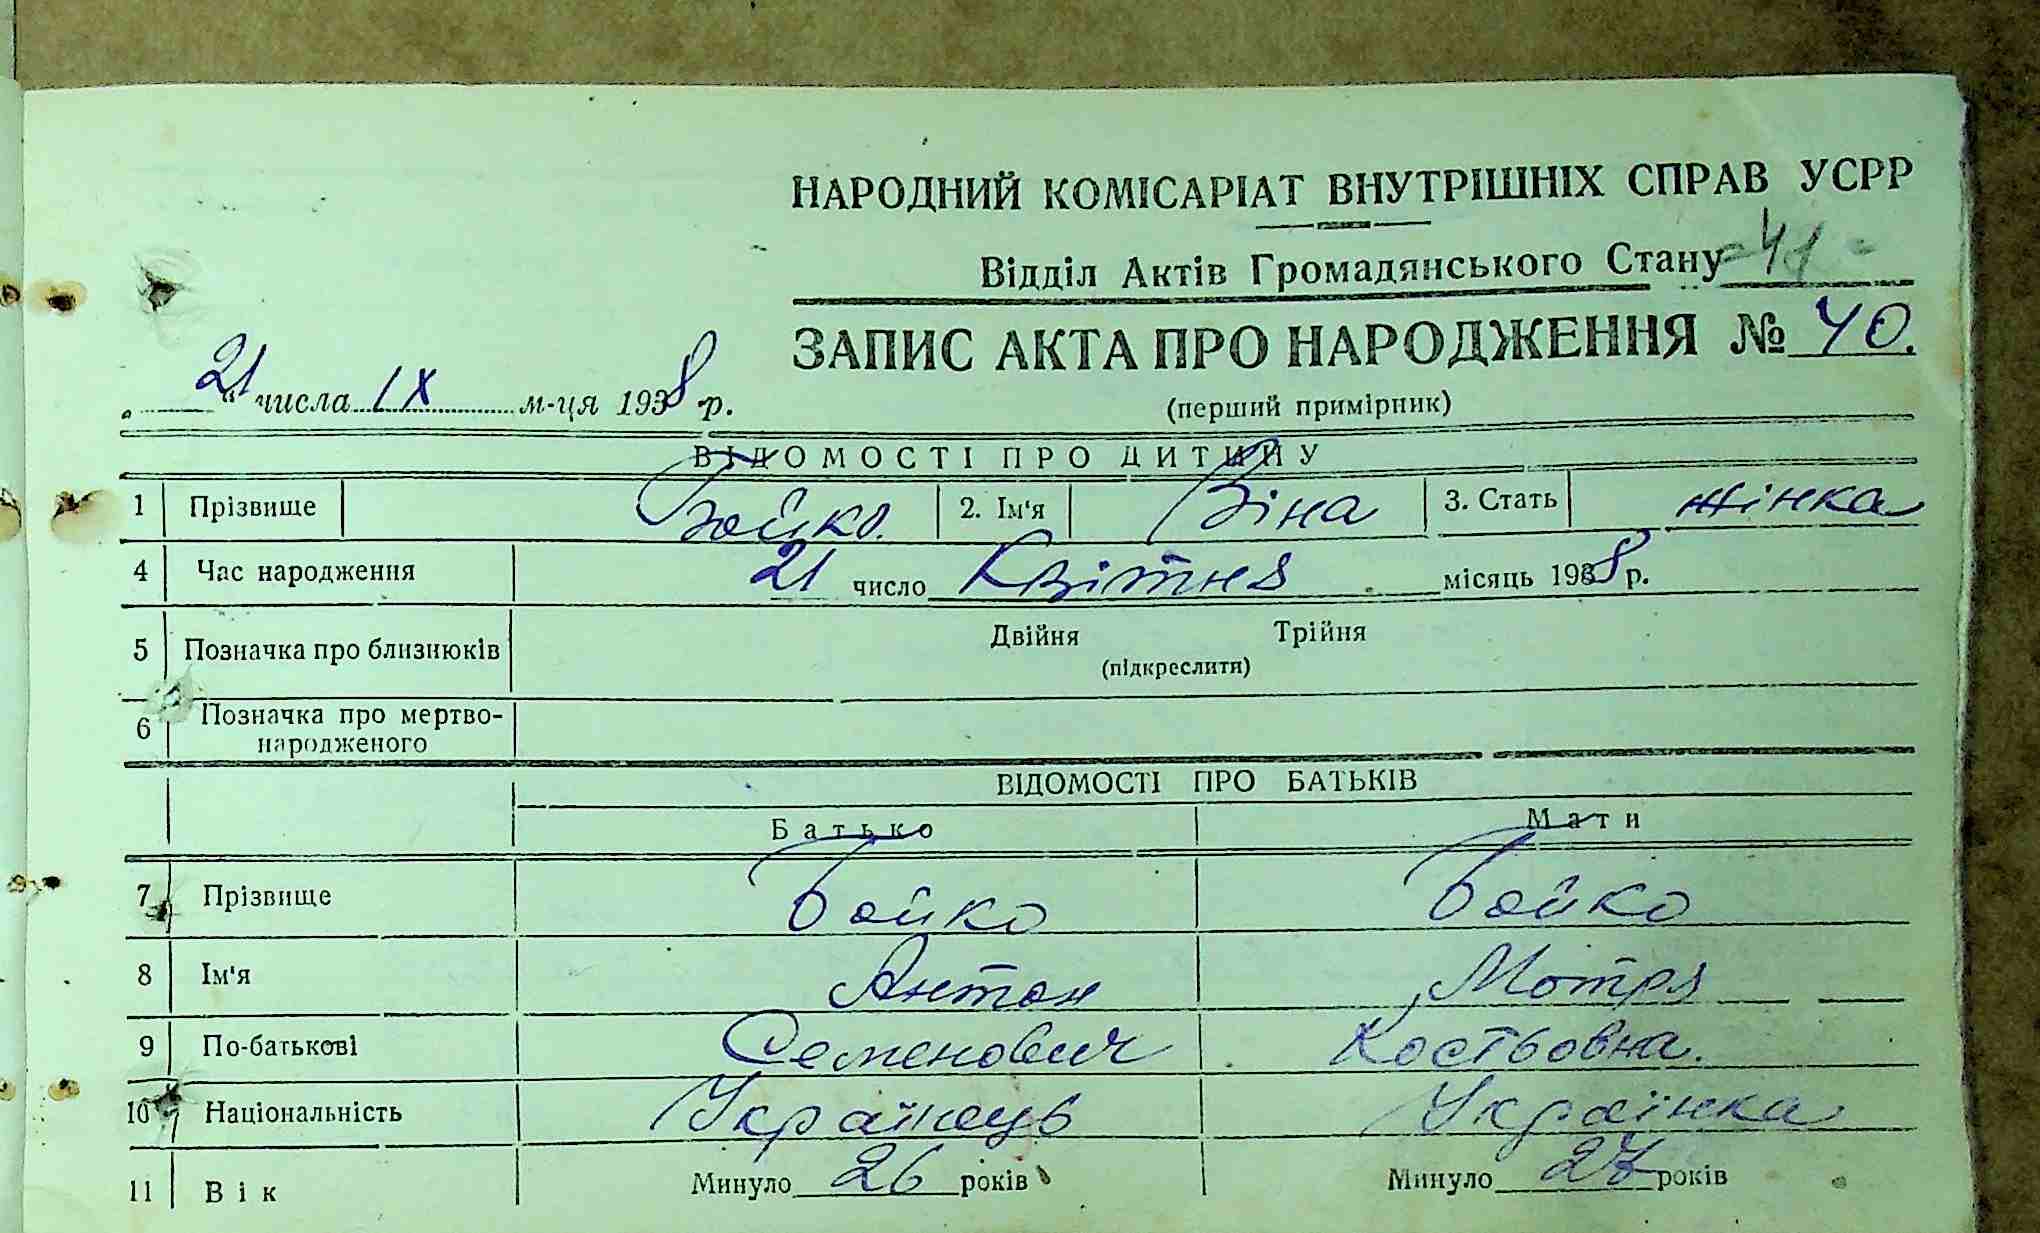 НАРОДНИЙ КОМІСАРІАТ ВНУТРІШНІХ СПРАВ УСРР
Відділ Актів Громадянського Стану -41-
ЗАПИС АКТА ПРО НАРОДЖЕННЯ № 40.
21 " числа IX м-ця 1938 р.
(перший примірник)
ВІДОМОСТІ ПРО ДИТИНУ
1 Прізвище Бойко. 2. Ім'я Зіна 3. Стать жінка
4 Час народження 21 число Квітня місяць 1938 р.
5 Позначка про близнюків Двійня Трійня
(підкреслити)
6 Позначка про мертво-
народженого
ВІДОМОСТІ ПРО БАТЬКІВ
Батько Мати
7 Прізвище Бойко Бойко
8 Ім'я Антон Мотря
9 По-батькові Семенович Костьовна.
10 Національність Українець Українка
11 Вік Минуло 26 років Минуло 27 років